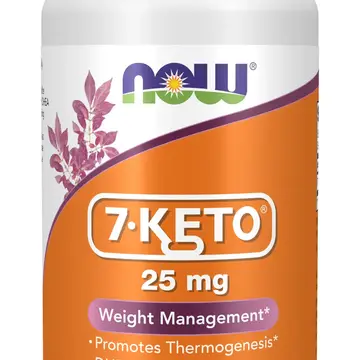 now®
7·KETO®
25 mg
Weight Management*
•Promotes Thermogenesis*